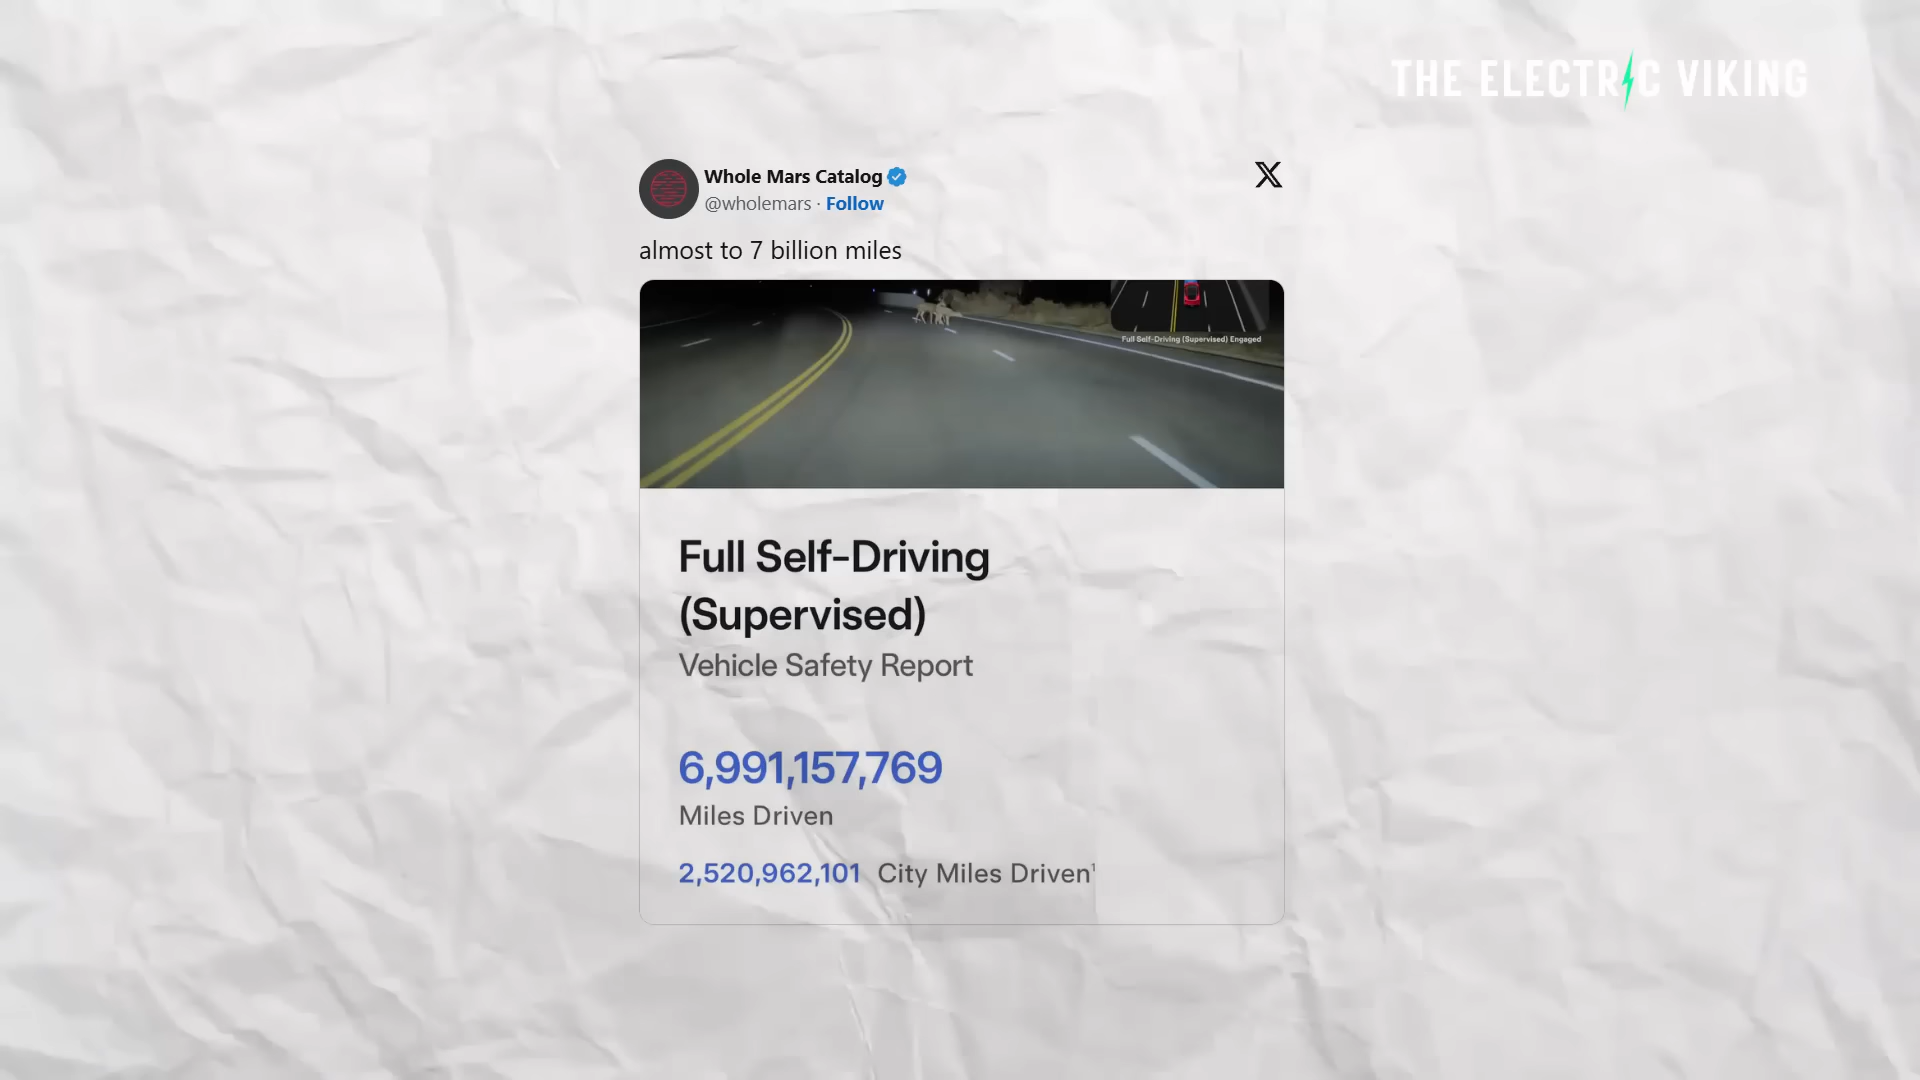 THE ELECTRIC VIKING
Whole Mars Catalog
@wholemars · Follow
almost to 7 billion miles
Full Self-Driving (Supervised) Engaged
Full Self-Driving
(Supervised)
Vehicle Safety Report
6,991,157,769
Miles Driven
2,520,962,101 City Miles Driven¹